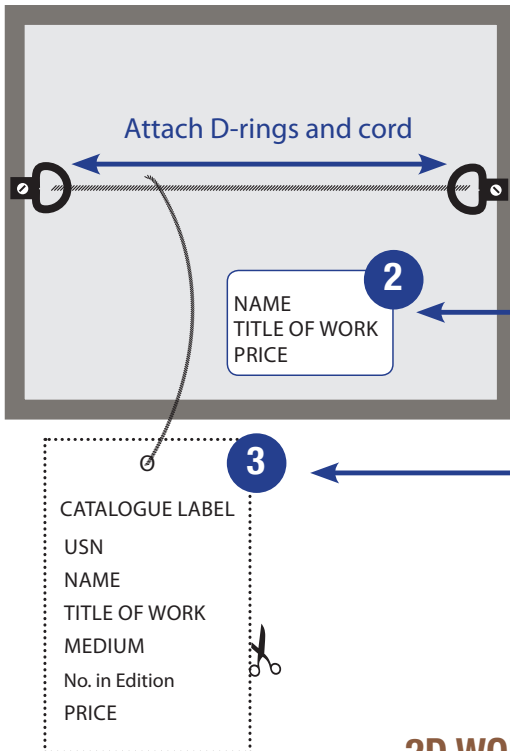 Attach D-rings and cord
2
NAME
TITLE OF WORK
PRICE
3
CATALOGUE LABEL
USN
NAME
TITLE OF WORK
MEDIUM
No. in Edition
PRICE